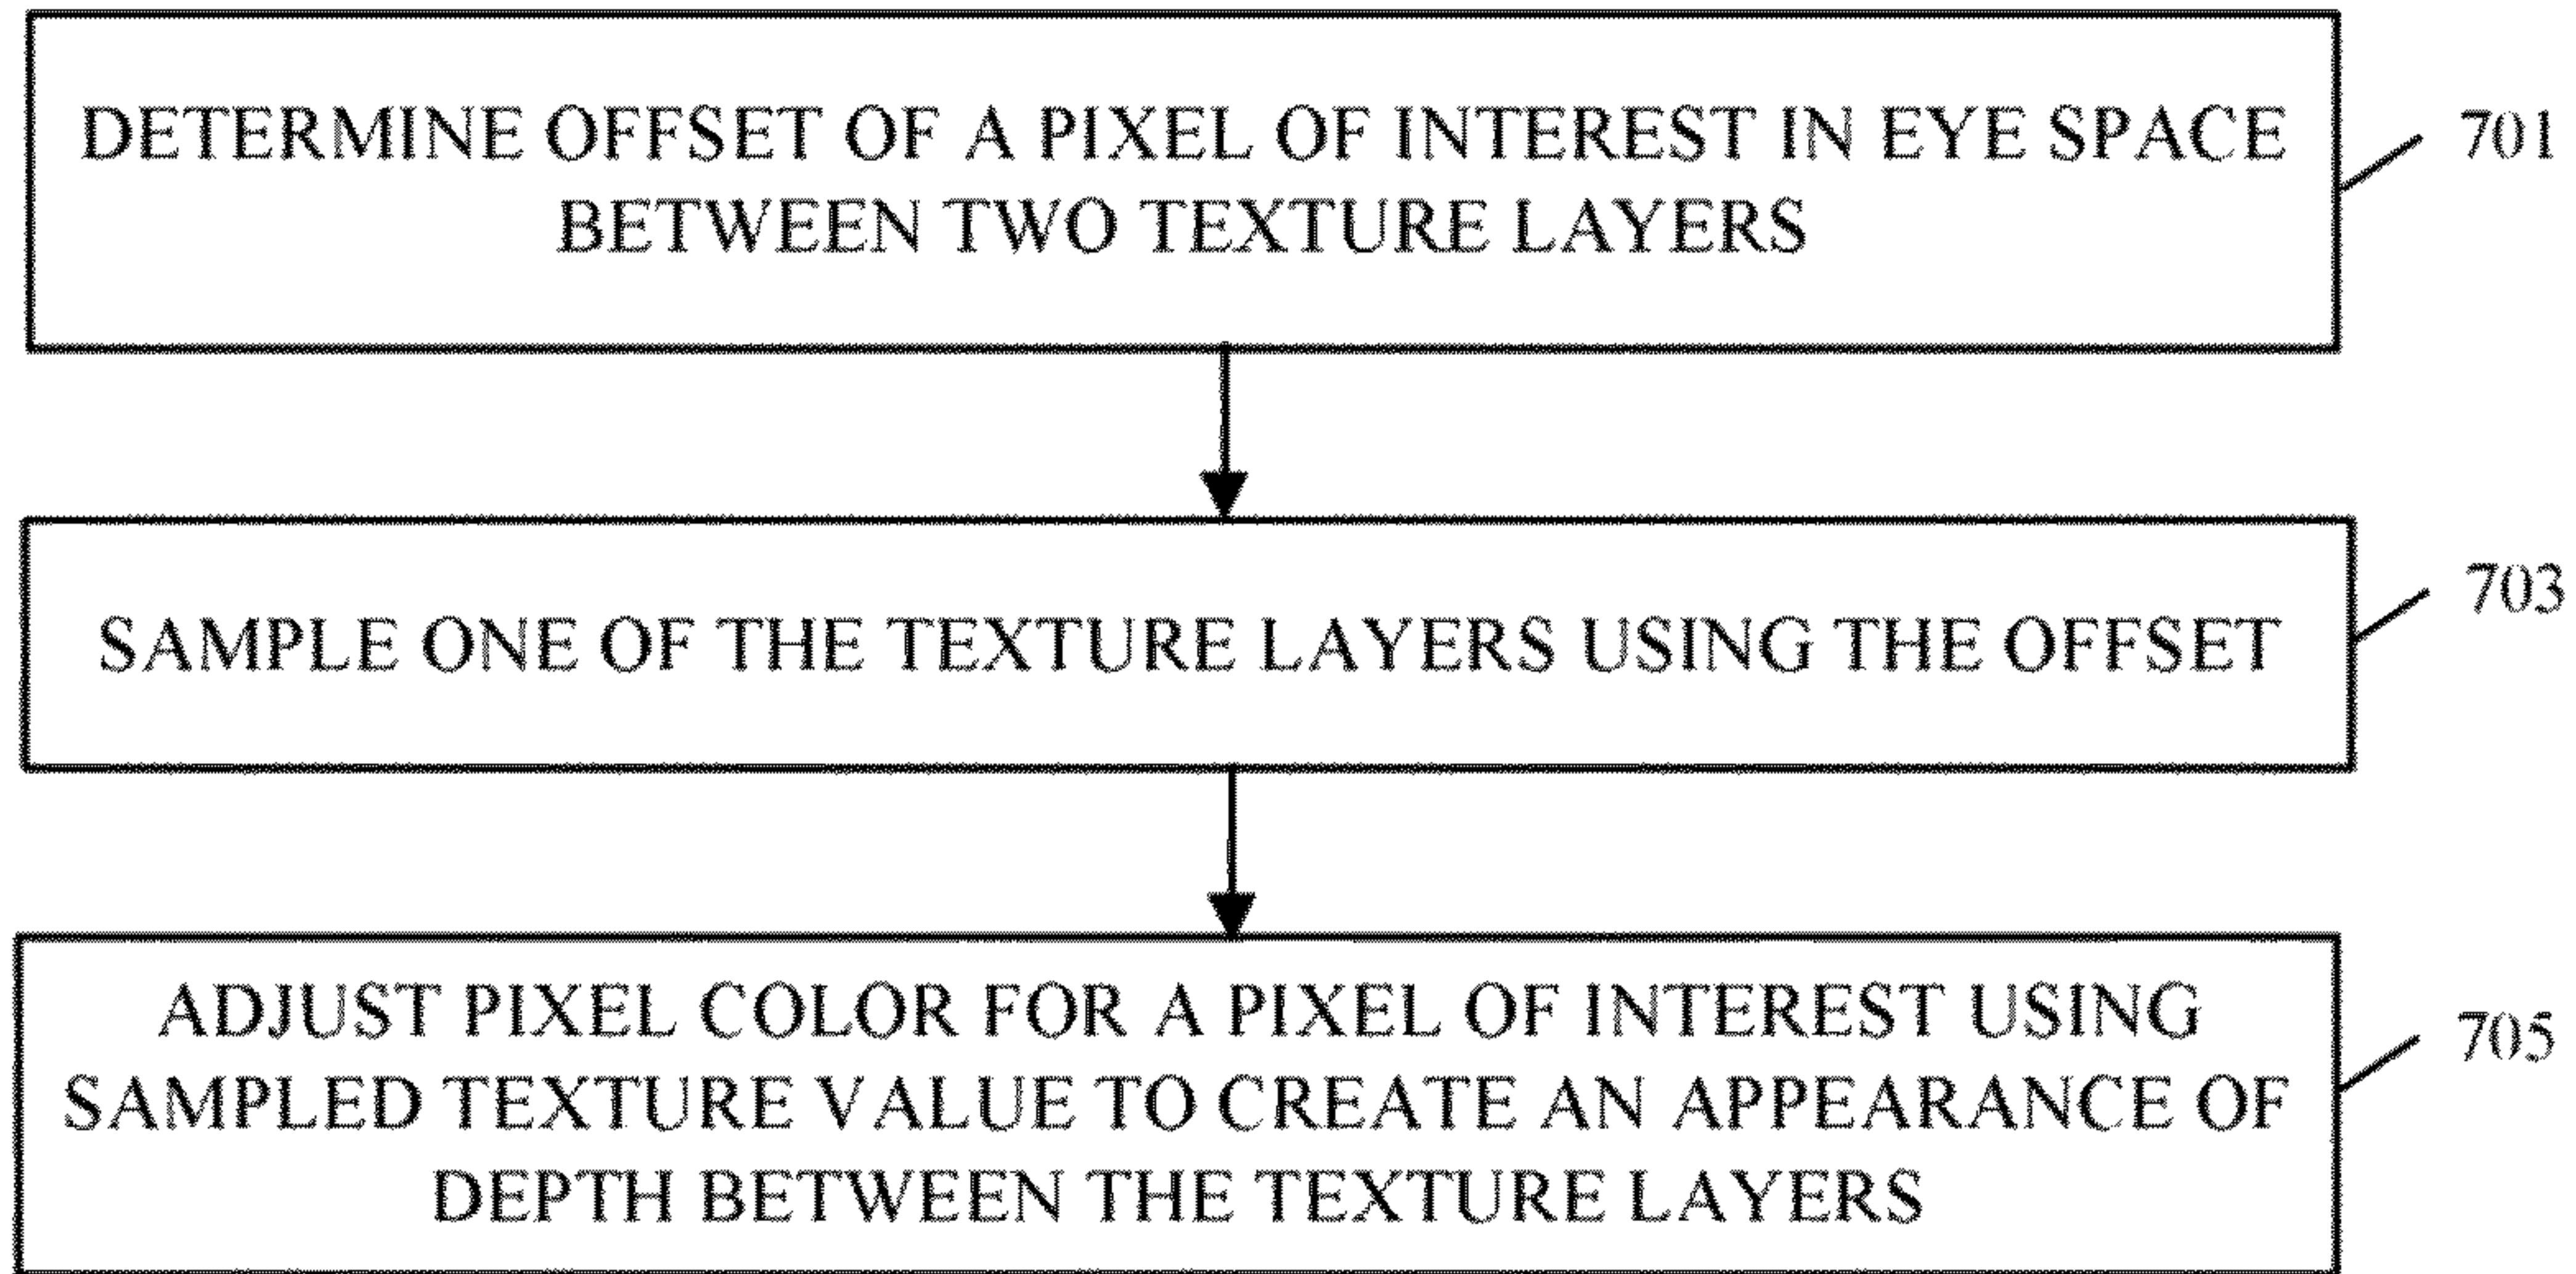 DETERMINE OFFSET OF A PIXEL OF INTEREST IN EYE SPACE
BETWEEN TWO TEXTURE LAYERS
701
SAMPLE ONE OF THE TEXTURE LAYERS USING THE OFFSET
703
ADJUST PIXEL COLOR FOR A PIXEL OF INTEREST USING
SAMPLED TEXTURE VALUE TO CREATE AN APPEARANCE OF
DEPTH BETWEEN THE TEXTURE LAYERS
705